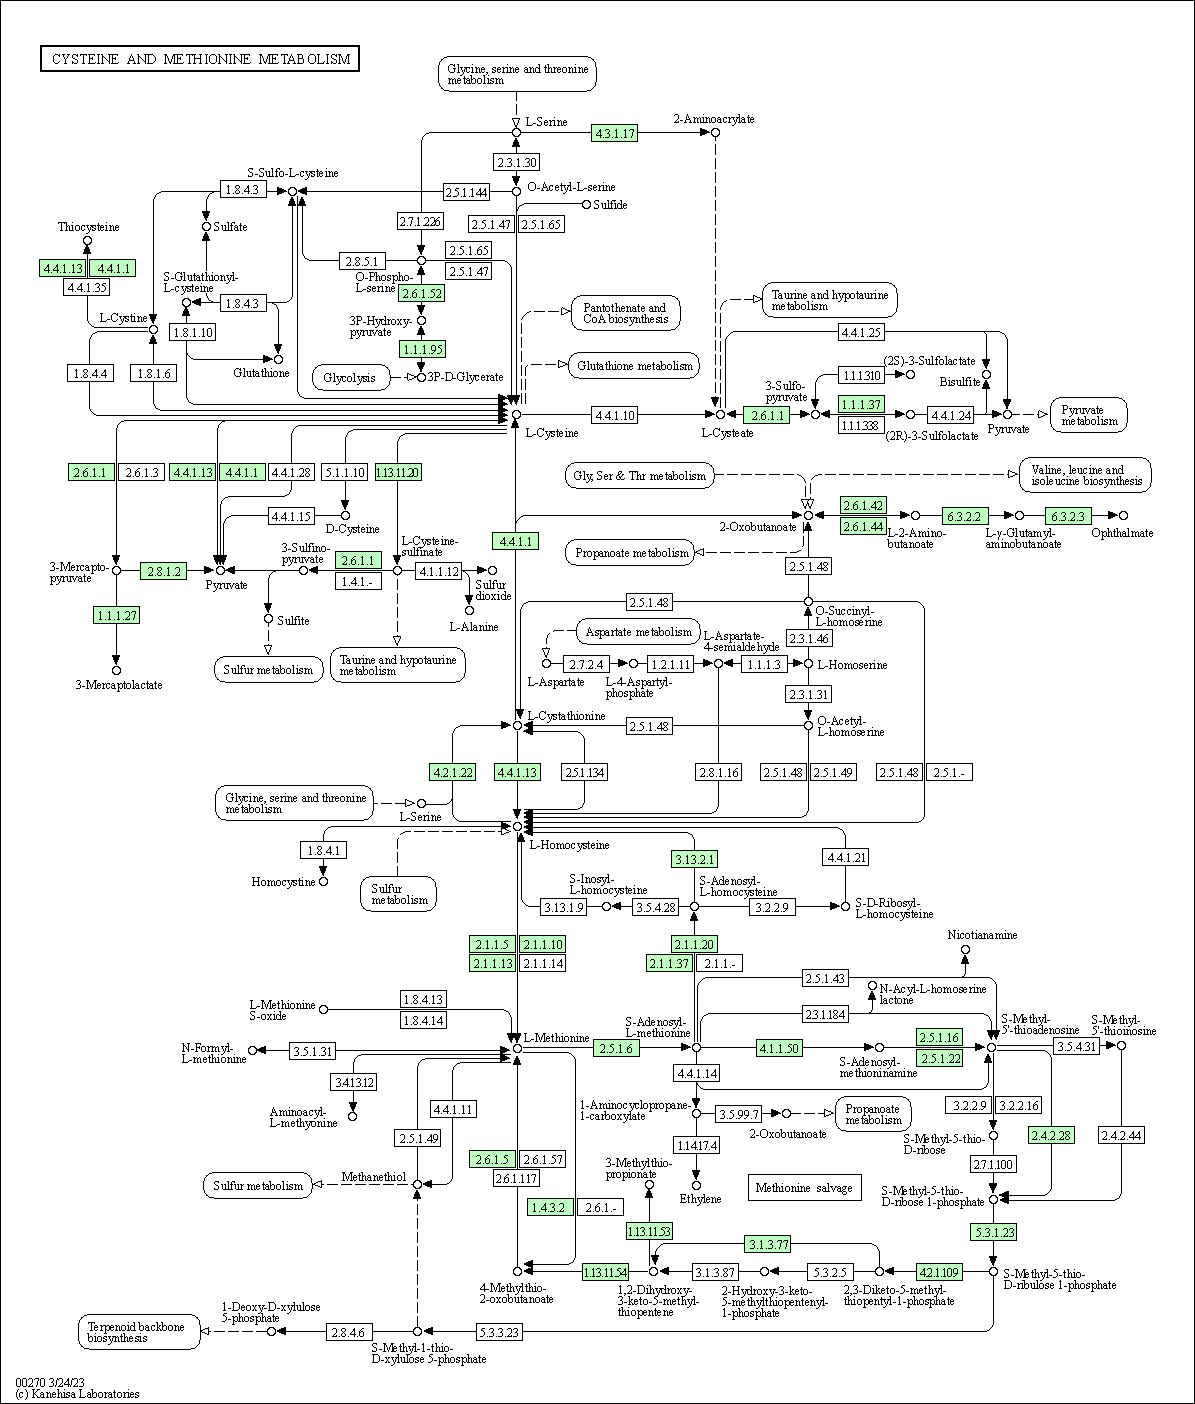 CYSTEINE AND METHIONINE METABOLISM
Glycine, serine and threonine
metabolism
L-Serine
4.3.1.17
2-Aminoacrylate
2.3.1.30
S-Sulfo-L-cysteine
1.8.4.3
2.5.1.144
O-Acetyl-L-serine
Sulfide
Thiocysteine
Sulfate
2.7.1.226
2.5.1.47
2.5.1.65
4.4.1.13
4.4.1.1
4.4.1.35
2.8.5.1
2.5.1.65
2.5.1.47
S-Glutathionyl-
L-cysteine
1.8.4.3
O-Phospho-
L-serine
2.6.1.52
Pantothenate and
CoA biosynthesis
Taurine and hypotaurine
metabolism
L-Cystine
1.8.1.10
3P-Hydroxy-
pyruvate
4.4.1.25
1.8.4.4
1.8.1.6
Glutathione
1.1.1.95
Glycolysis
3P-D-Glycerate
Glutathione metabolism
(2S)-3-Sulfolactate
1.1.1.310
Bisulfite
3-Sulfo-
pyruvate
4.4.1.10
2.6.1.1
1.1.1.37
1.1.1.338
4.4.1.24
Pyruvate
metabolism
L-Cysteine
L-Cysteate
(2R)-3-Sulfolactate
Pyruvate
2.6.1.1
2.6.1.3
4.4.1.13
4.4.1.1
4.4.1.28
5.1.1.10
1.13.11.20
Gly, Ser & Thr metabolism
Valine, leucine and
isoleucine biosynthesis
4.4.1.15
D-Cysteine
2-Oxobutanoate
2.6.1.42
2.6.1.44
L-2-Amino-
butanoate
6.3.2.2
L-γ-Glutamyl-
aminobutanoate
6.3.2.3
Ophthalmate
4.4.1.1
Propanoate metabolism
3-Mercapto-
pyruvate
2.8.1.2
Pyruvate
3-Sulfino-
pyruvate
2.6.1.1
1.4.1.-
L-Cysteine-
sulfinate
4.1.1.12
Sulfur
dioxide
2.5.1.48
1.1.1.27
Sulfite
L-Alanine
2.5.1.48
O-Succinyl-
L-homoserine
Aspartate metabolism
L-Aspartate-
4-semialdehyde
2.3.1.46
Sulfur metabolism
Taurine and hypotaurine
metabolism
2.7.2.4
1.2.1.11
1.1.1.3
L-Homoserine
3-Mercaptolactate
L-Aspartate
L-4-Aspartyl-
phosphate
2.3.1.31
L-Cystathionine
2.5.1.48
O-Acetyl-
L-homoserine
4.2.1.22
4.4.1.13
2.5.1.134
2.8.1.16
2.5.1.48
2.5.1.49
2.5.1.48
2.5.1.-
Glycine, serine and threonine
metabolism
L-Serine
L-Homocysteine
1.8.4.1
3.13.2.1
4.4.1.21
Homocystine
Sulfur
metabolism
S-Inosyl-
L-homocysteine
S-Adenosyl-
L-homocysteine
3.13.1.9
3.5.4.28
3.2.2.9
S-D-Ribosyl-
L-homocysteine
2.1.1.5
2.1.1.10
2.1.1.13
2.1.1.14
2.1.1.20
2.1.1.37
2.1.1.-
Nicotianamine
2.5.1.43
N-Acyl-L-homoserine
lactone
L-Methionine
S-oxide
1.8.4.13
1.8.4.14
2.3.1.184
S-Adenosyl-
L-methionine
S-Methyl-
5'-thioadenosine
S-Methyl-
5'-thioinosine
N-Formyl-
L-methionine
3.5.1.31
L-Methionine
2.5.1.6
4.1.1.50
S-Adenosyl-
methioninamine
2.5.1.16
2.5.1.22
3.5.4.31
3.4.13.12
4.4.1.14
Aminoacyl-
L-methyonine
4.4.1.11
1-Aminocyclopropane-
1-carboxylate
3.5.99.7
2-Oxobutanoate
Propanoate
metabolism
3.2.2.9
3.2.2.16
2.5.1.49
1.14.17.4
S-Methyl-5-thio-
D-ribose
2.4.2.28
2.4.2.44
2.6.1.5
2.6.1.57
2.6.1.117
3-Methylthio-
propionate
2.7.1.100
Methanethiol
Sulfur metabolism
Ethylene
Methionine salvage
S-Methyl-5-thio-
D-ribose 1-phosphate
1.4.3.2
2.6.1.-
1.13.11.53
5.3.1.23
3.1.3.77
1.13.11.54
3.1.3.87
5.3.2.5
4.2.1.109
4-Methylthio-
2-oxobutanoate
1,2-Dihydroxy-
3-keto-5-methyl-
thiopentene
2-Hydroxy-3-keto-
5-methylthiopentenyl-
1-phosphate
2,3-Diketo-5-methyl-
thiopentyl-1-phosphate
S-Methyl-5-thio-
D-ribulose 1-phosphate
Terpenoid backbone
biosynthesis
1-Deoxy-D-xylulose
5-phosphate
2.8.4.6
5.3.3.23
S-Methyl-1-thio-
D-xylulose 5-phosphate
00270 3/24/23
(c) Kanehisa Laboratories